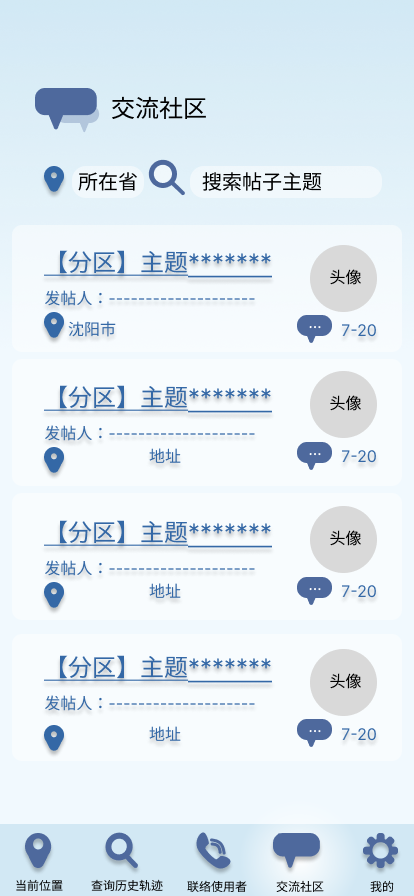 交流社区
所在省 搜索帖子主题
【分区】主题*******
头像
发帖人：--------------------
沈阳市
7-20
【分区】主题*******
头像
发帖人：--------------------
地址
7-20
【分区】主题*******
头像
发帖人：--------------------
地址
7-20
【分区】主题*******
头像
发帖人：--------------------
地址
7-20
当前位置 查询历史轨迹 联络使用者 交流社区 我的